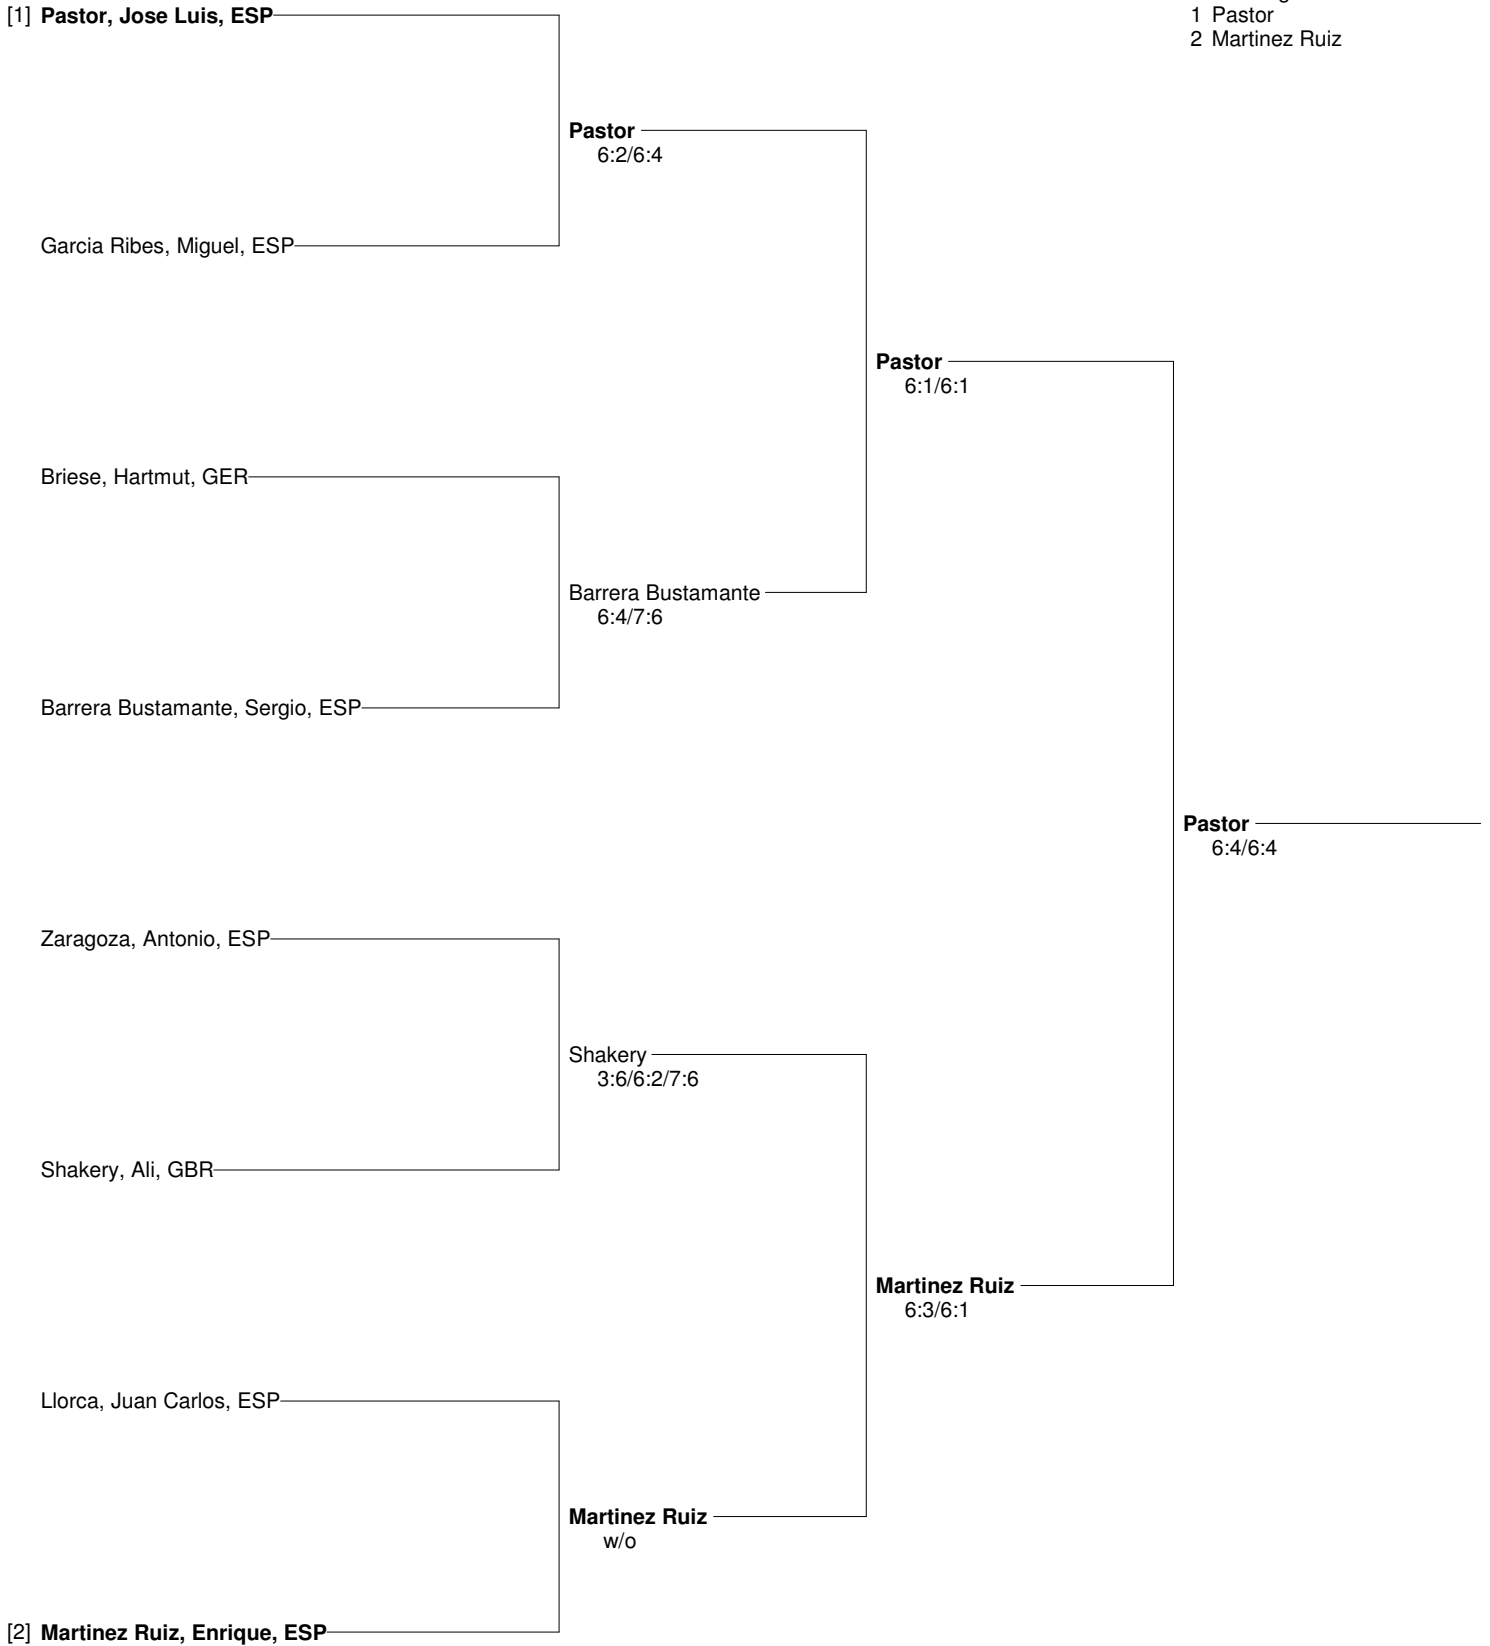 [1] Pastor, Jose Luis, ESP
1 Pastor
2 Martinez Ruiz
Pastor
6:2/6:4
Garcia Ribes, Miguel, ESP
Pastor
6:1/6:1
Briese, Hartmut, GER
Barrera Bustamante
6:4/7:6
Barrera Bustamante, Sergio, ESP
Pastor
6:4/6:4
Zaragoza, Antonio, ESP
Shakery
3:6/6:2/7:6
Shakery, Ali, GBR
Martinez Ruiz
6:3/6:1
Llorca, Juan Carlos, ESP
Martinez Ruiz
w/o
[2] Martinez Ruiz, Enrique, ESP